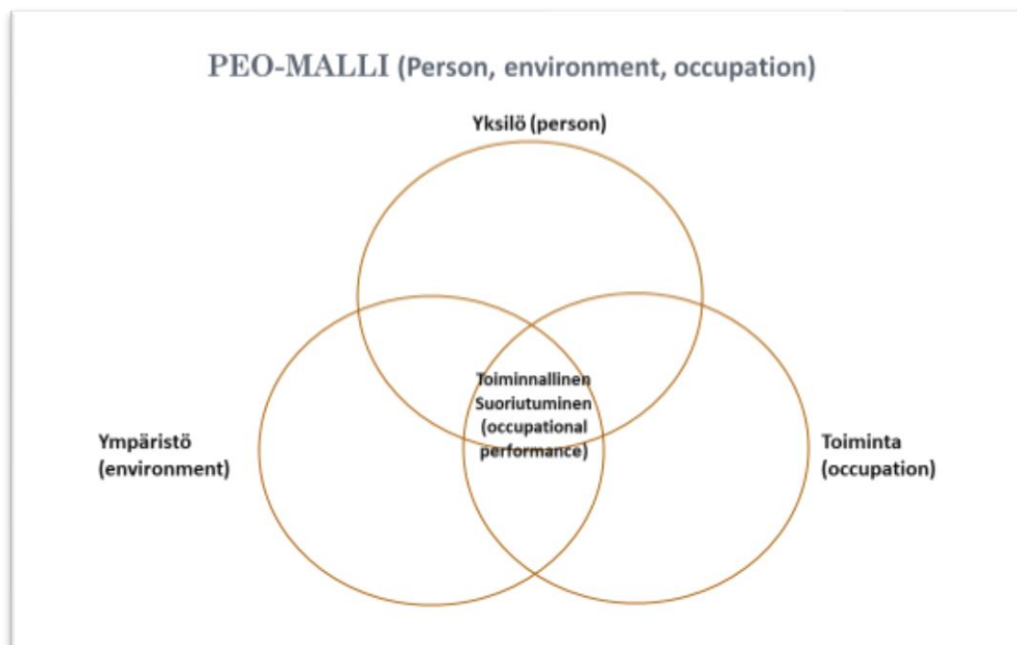 PEO-MALLI (Person, environment, occupation)
Yksilö (person)
Toiminnallinen
Suoriutuminen
(occupational
performance)
Ympäristö
(environment)
Toiminta
(occupation)